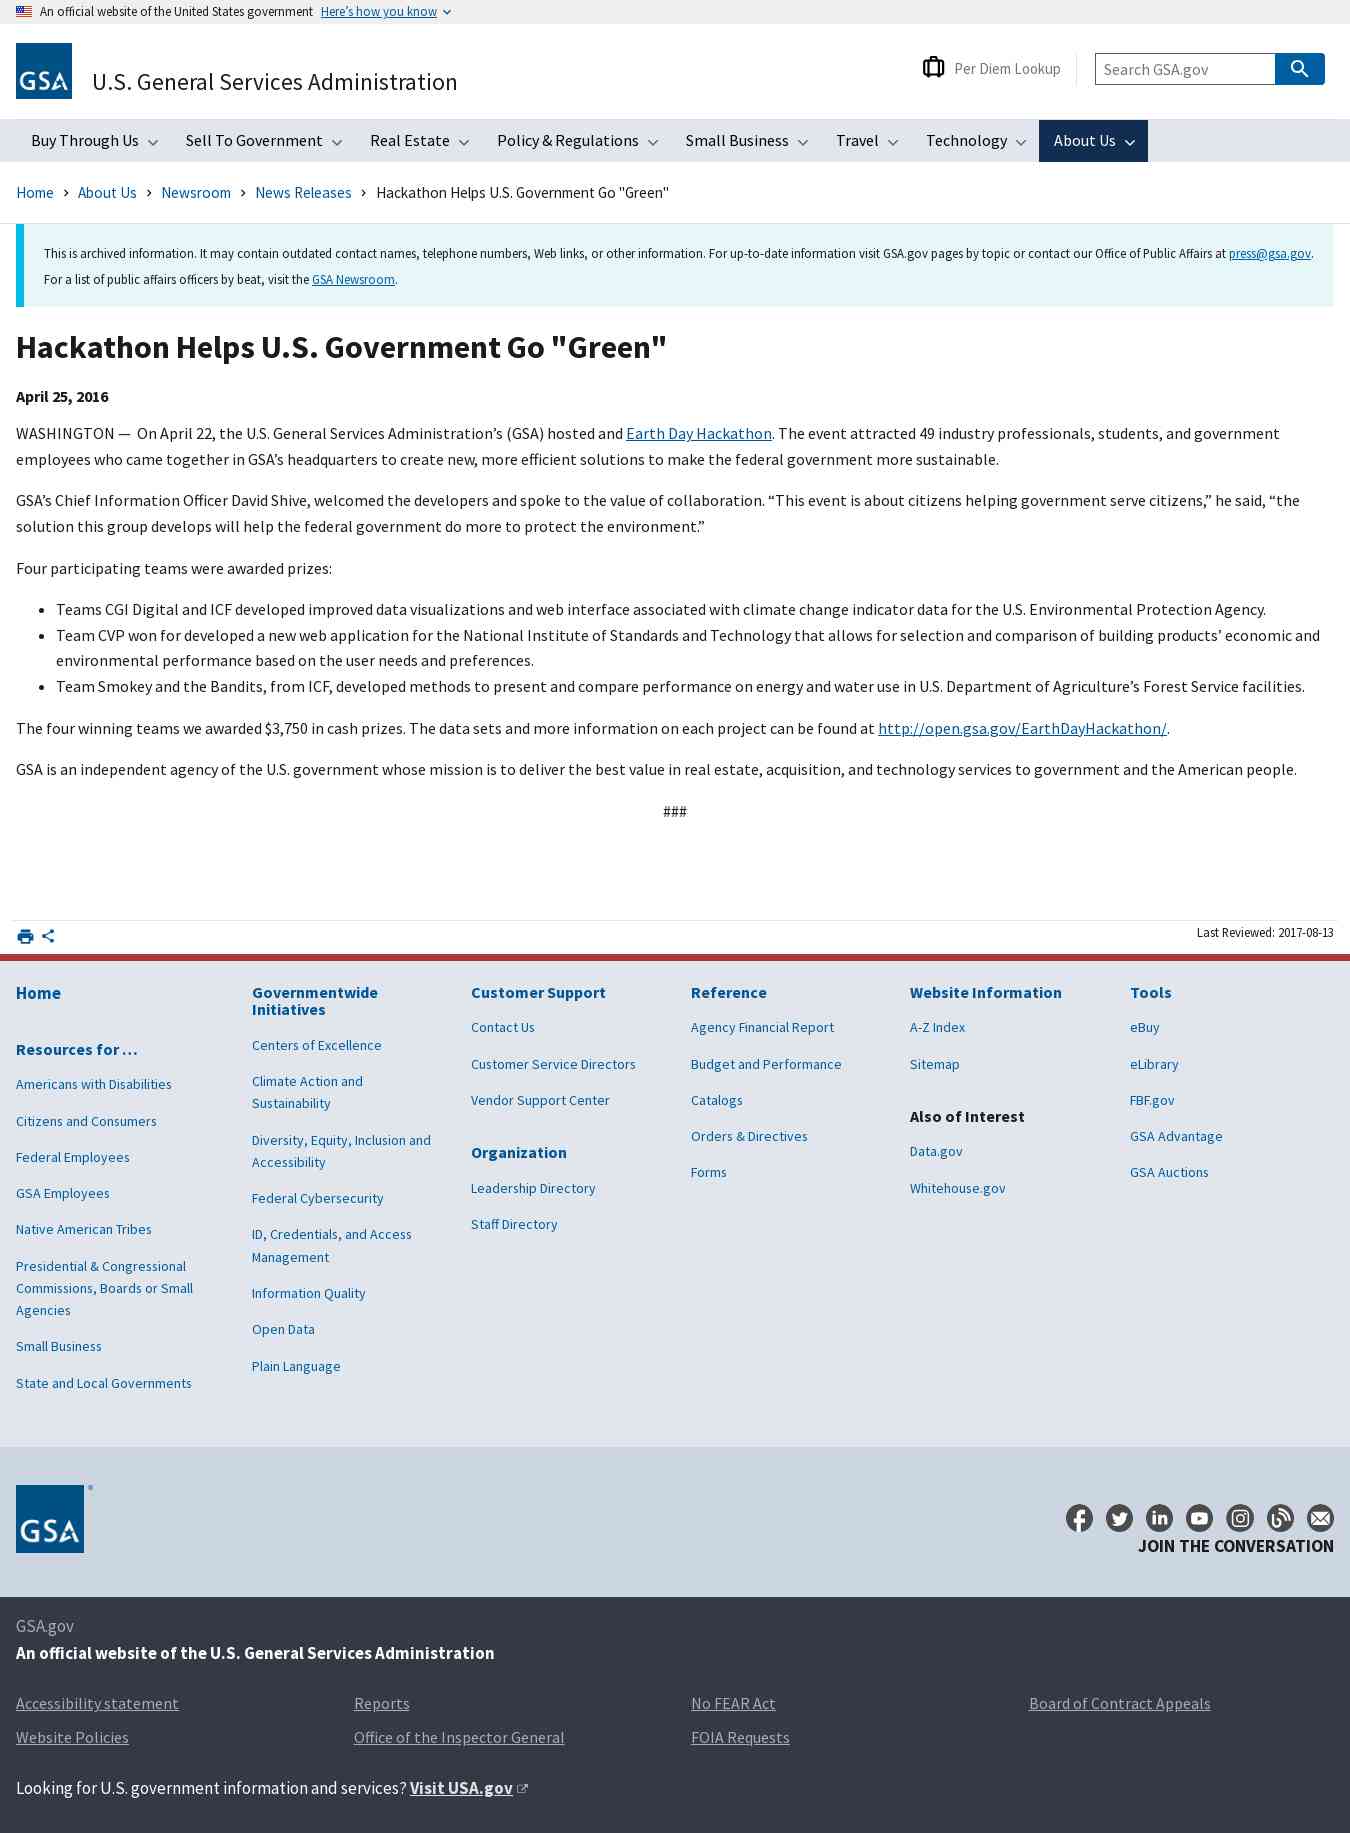 An official website of the United States government Here's how you know
GSA
U.S. General Services Administration
Per Diem Lookup
Search GSA.gov
Buy Through Us Sell To Government Real Estate Policy & Regulations Small Business Travel Technology About Us
Home > About Us > Newsroom > News Releases > Hackathon Helps U.S. Government Go "Green"
This is archived information. It may contain outdated contact names, telephone numbers, Web links, or other information. For up-to-date information visit GSA.gov pages by topic or contact our Office of Public Affairs at press@gsa.gov.
For a list of public affairs officers by beat, visit the GSA Newsroom.
Hackathon Helps U.S. Government Go "Green"
April 25, 2016
WASHINGTON — On April 22, the U.S. General Services Administration’s (GSA) hosted and Earth Day Hackathon. The event attracted 49 industry professionals, students, and government
employees who came together in GSA’s headquarters to create new, more efficient solutions to make the federal government more sustainable.
GSA’s Chief Information Officer David Shive, welcomed the developers and spoke to the value of collaboration. “This event is about citizens helping government serve citizens,” he said, “the
solution this group develops will help the federal government do more to protect the environment.”
Four participating teams were awarded prizes:
• Teams CGI Digital and ICF developed improved data visualizations and web interface associated with climate change indicator data for the U.S. Environmental Protection Agency.
• Team CVP won for developed a new web application for the National Institute of Standards and Technology that allows for selection and comparison of building products’ economic and
environmental performance based on the user needs and preferences.
• Team Smokey and the Bandits, from ICF, developed methods to present and compare performance on energy and water use in U.S. Department of Agriculture’s Forest Service facilities.
The four winning teams we awarded $3,750 in cash prizes. The data sets and more information on each project can be found at http://open.gsa.gov/EarthDayHackathon/.
GSA is an independent agency of the U.S. government whose mission is to deliver the best value in real estate, acquisition, and technology services to government and the American people.
###
Last Reviewed: 2017-08-13
Home
Resources for …
Americans with Disabilities
Citizens and Consumers
Federal Employees
GSA Employees
Native American Tribes
Presidential & Congressional
Commissions, Boards or Small
Agencies
Small Business
State and Local Governments
Governmentwide
Initiatives
Centers of Excellence
Climate Action and
Sustainability
Diversity, Equity, Inclusion and
Accessibility
Federal Cybersecurity
ID, Credentials, and Access
Management
Information Quality
Open Data
Plain Language
Customer Support
Contact Us
Customer Service Directors
Vendor Support Center
Organization
Leadership Directory
Staff Directory
Reference
Agency Financial Report
Budget and Performance
Catalogs
Orders & Directives
Forms
Website Information
A-Z Index
Sitemap
Also of Interest
Data.gov
Whitehouse.gov
Tools
eBuy
eLibrary
FBF.gov
GSA Advantage
GSA Auctions
GSA
JOIN THE CONVERSATION
GSA.gov
An official website of the U.S. General Services Administration
Accessibility statement Reports No FEAR Act Board of Contract Appeals
Website Policies Office of the Inspector General FOIA Requests
Looking for U.S. government information and services? Visit USA.gov